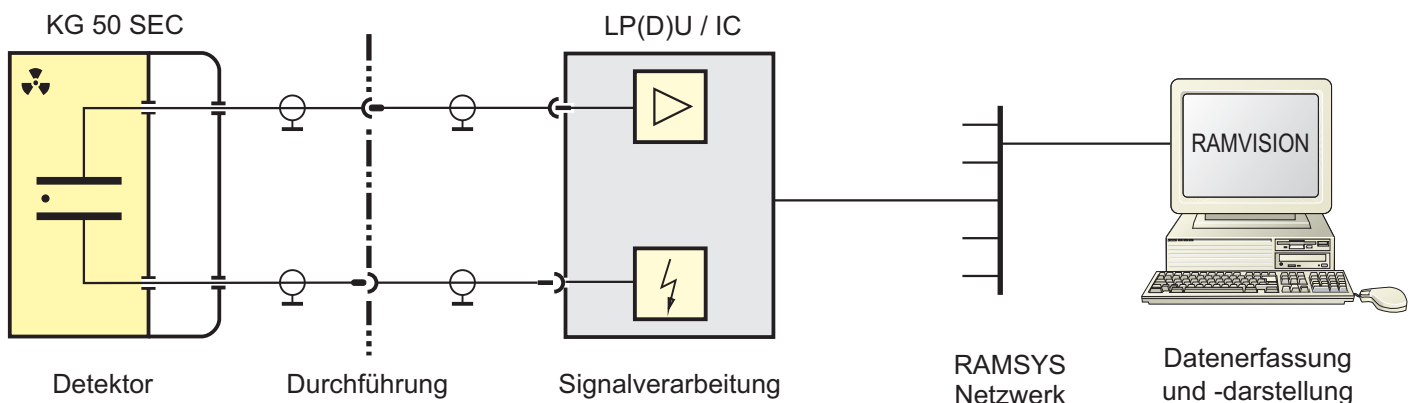 KG 50 SEC
LP(D)U / IC
RAMVISION
Detektor
Durchführung
Signalverarbeitung
RAMSYS
Netzwerk
Datenerfassung
und -darstellung